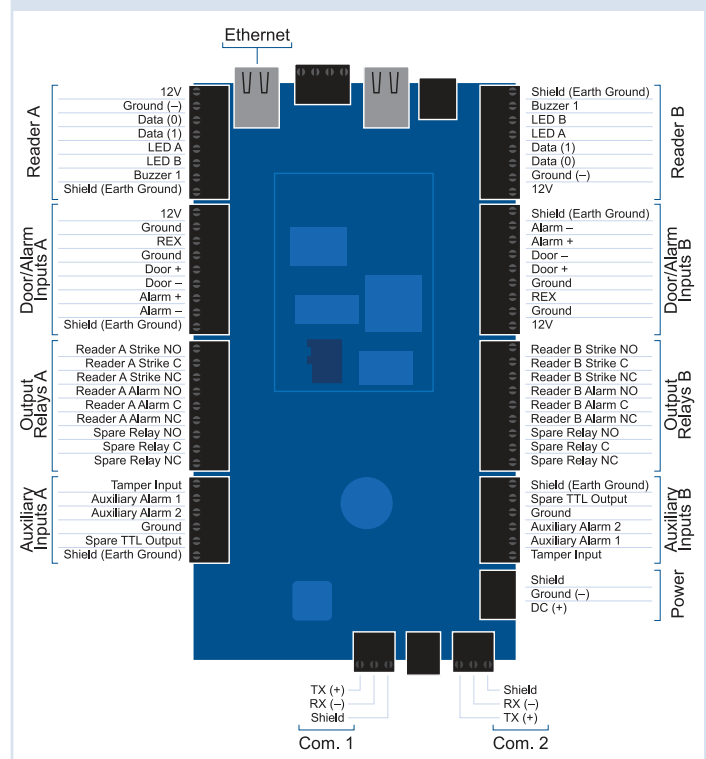 Ethernet
Reader A
12V
Ground (–)
Data (0)
Data (1)
LED A
LED B
Buzzer 1
Shield (Earth Ground)
Door/Alarm
Inputs A
12V
Ground
REX
Ground
Door +
Door –
Alarm +
Alarm –
Shield (Earth Ground)
Output
Relays A
Reader A Strike NO
Reader A Strike C
Reader A Strike NC
Reader A Alarm NO
Reader A Alarm C
Reader A Alarm NC
Spare Relay NO
Spare Relay C
Spare Relay NC
Auxiliary
Inputs A
Tamper Input
Auxiliary Alarm 1
Auxiliary Alarm 2
Ground
Spare TTL Output
Shield (Earth Ground)
Shield (Earth Ground)
Buzzer 1
LED B
LED A
Data (1)
Data (0)
Ground (–)
12V
Reader B
Shield (Earth Ground)
Alarm –
Alarm +
Door –
Door +
Ground
REX
Ground
12V
Door/Alarm
Inputs B
Reader B Strike NO
Reader B Strike C
Reader B Strike NC
Reader B Alarm NO
Reader B Alarm C
Reader B Alarm NC
Spare Relay NO
Spare Relay C
Spare Relay NC
Output
Relays B
Shield (Earth Ground)
Spare TTL Output
Ground
Auxiliary Alarm 2
Auxiliary Alarm 1
Tamper Input
Auxiliary
Inputs B
Shield
Ground (–)
DC (+)
Power
TX (+)
RX (–)
Shield
Com. 1
Shield
RX (–)
TX (+)
Com. 2